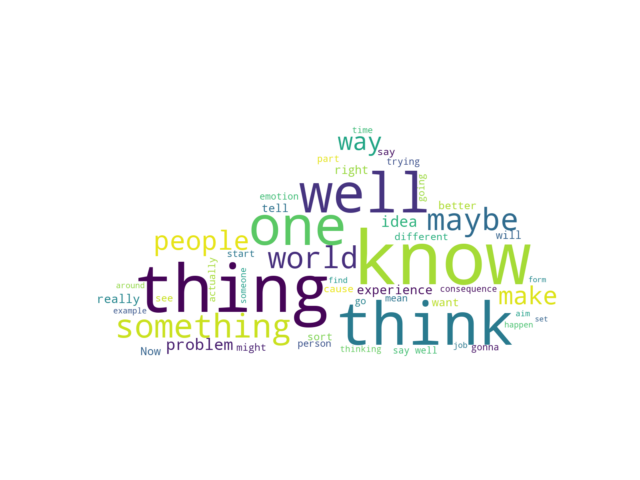 time
way
say
part
trying
right
well
going
emotion
tell
better
one
idea
maybe
different
will
people
world
know
start
around
actually
someone
find
thing
cause
experience
consequence
form
really
see
go
mean
want
make
example
something
think
aim
happen
set
sort
Now
problem
might
person
thinking
say well
job
gonna